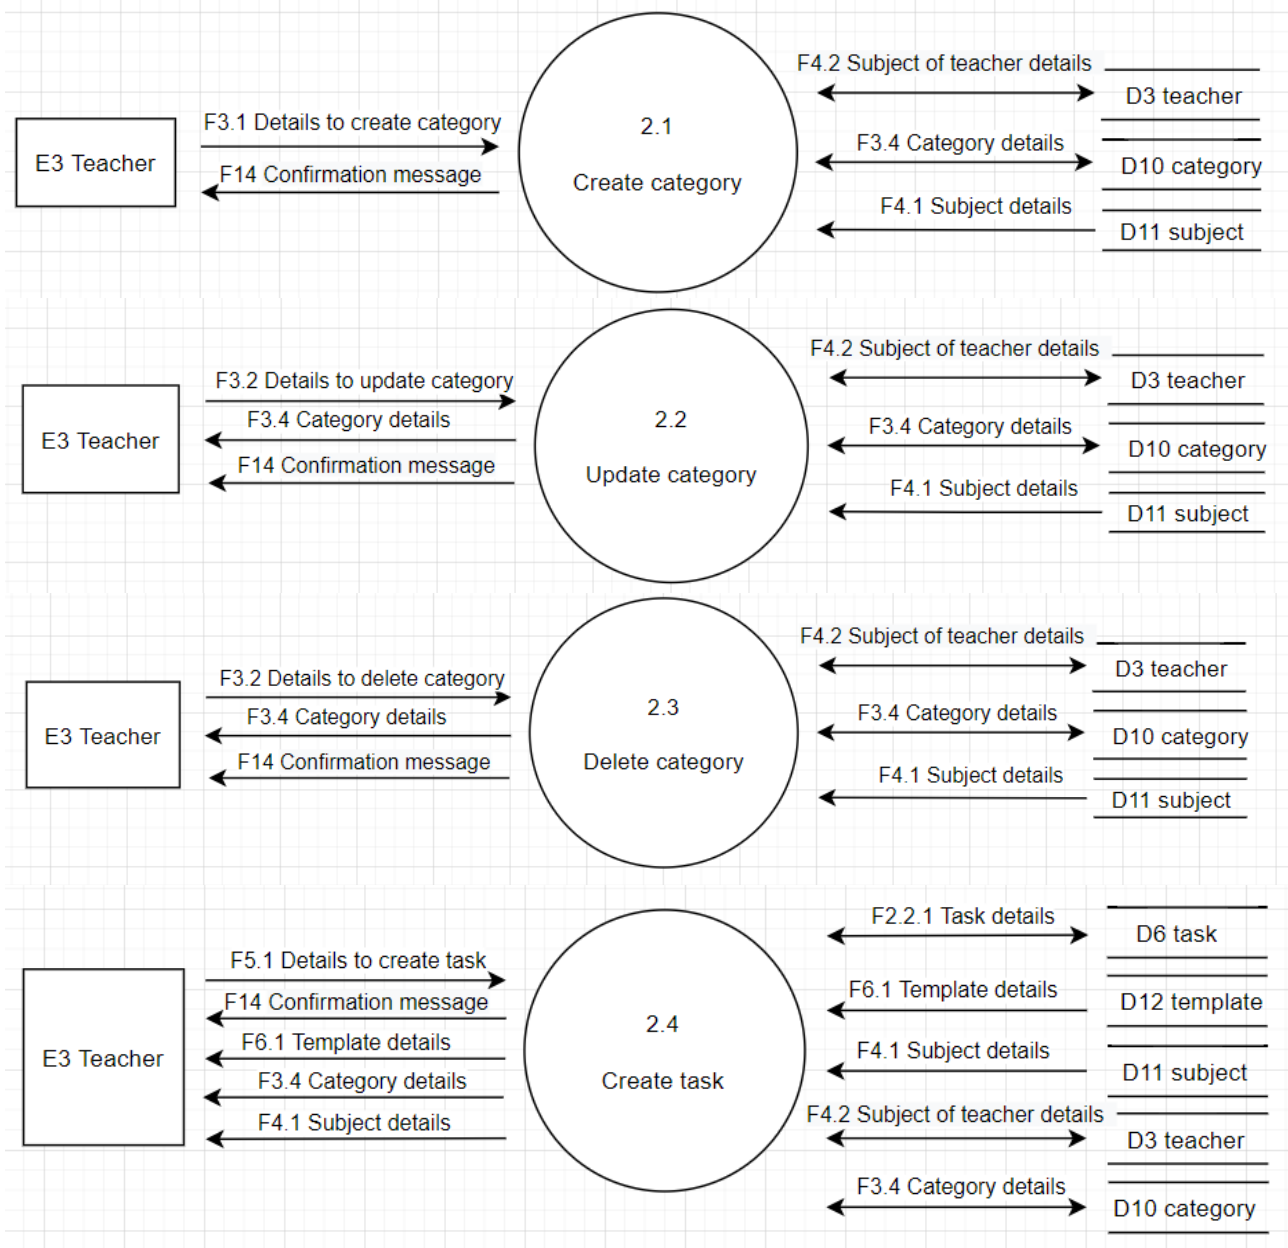 F4.2 Subject of teacher details
D3 teacher
F3.1 Details to create category
2.1
F3.4 Category details
E3 Teacher
F14 Confirmation message
Create category
D10 category
F4.1 Subject details
D11 subject
F4.2 Subject of teacher details
F3.2 Details to update category
D3 teacher
F3.4 Category details
2.2
F3.4 Category details
E3 Teacher
D10 category
F14 Confirmation message
Update category
F4.1 Subject details
D11 subject
F4.2 Subject of teacher details
F3.2 Details to delete category
D3 teacher
F3.4 Category details
2.3
F3.4 Category details
E3 Teacher
D10 category
F14 Confirmation message
Delete category
F4.1 Subject details
D11 subject
F2.2.1 Task details
D6 task
F5.1 Details to create task
F14 Confirmation message
F6.1 Template details
D12 template
2.4
F6.1 Template details
F4.1 Subject details
E3 Teacher
F3.4 Category details
Create task
D11 subject
F4.1 Subject details
F4.2 Subject of teacher details
D3 teacher
F3.4 Category details
D10 category